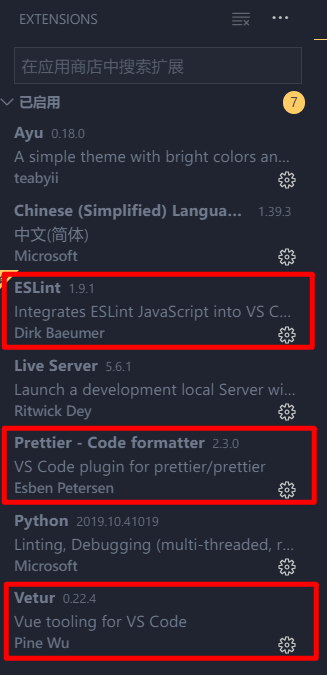 EXTENSIONS
在应用商店中搜索扩展
已启用 7
Ayu 0.18.0
A simple theme with bright colors an...
teabyii
Chinese (Simplified) Langua... 1.39.3
中文(简体)
Microsoft
ESLint 1.9.1
Integrates ESLint JavaScript into VS C...
Dirk Baeumer
Live Server 5.6.1
Launch a development local Server wi...
Ritwick Dey
Prettier - Code formatter 2.3.0
VS Code plugin for prettier/prettier
Esben Petersen
Python 2019.10.41019
Linting, Debugging (multi-threaded, r...
Microsoft
Vetur 0.22.4
Vue tooling for VS Code
Pine Wu